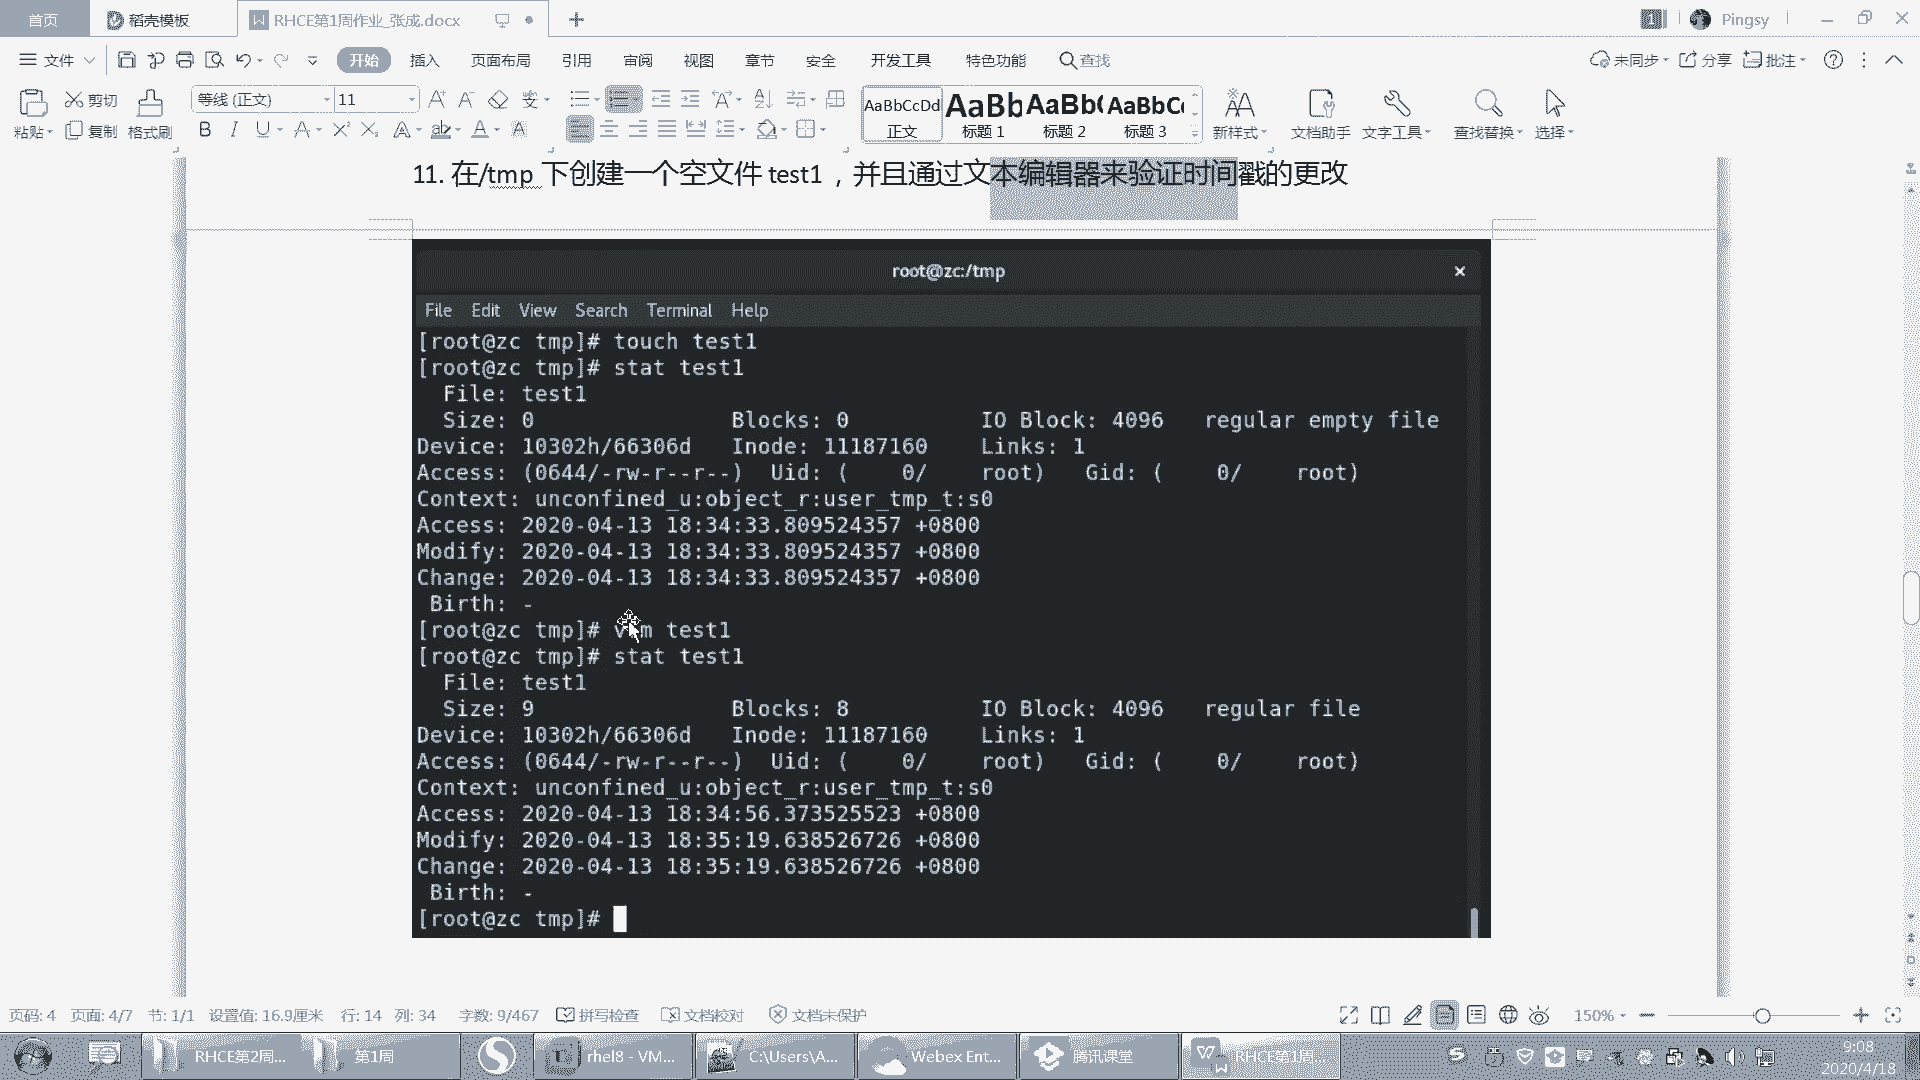 首页 稻壳模板 RHCE第1周作业_张成.docx Pingsy
文件 开始 插入 页面布局 引用 审阅 视图 章节 安全 开发工具 特色功能 查找 未同步 分享 批注
粘贴 剪切 复制 格式刷 等线 (正文) 11
AaBbCcDd 正文 AaBb 标题 1 AaBb( 标题 2 AaBbC 标题 3 新样式 文档助手 文字工具 查找替换 选择
11. 在/tmp 下创建一个空文件 test1 ，并且通过文本编辑器来验证时间戳的更改
root@zc:/tmp
File Edit View Search Terminal Help
[root@zc tmp]# touch test1
[root@zc tmp]# stat test1
File: test1
Size: 0 Blocks: 0 IO Block: 4096 regular empty file
Device: 10302h/66306d Inode: 11187160 Links: 1
Access: (0644/-rw-r--r--) Uid: ( 0/ root) Gid: ( 0/ root)
Context: unconfined_u:object_r:user_tmp_t:s0
Access: 2020-04-13 18:34:33.809524357 +0800
Modify: 2020-04-13 18:34:33.809524357 +0800
Change: 2020-04-13 18:34:33.809524357 +0800
Birth: -
[root@zc tmp]# vim test1
[root@zc tmp]# stat test1
File: test1
Size: 9 Blocks: 8 IO Block: 4096 regular file
Device: 10302h/66306d Inode: 11187160 Links: 1
Access: (0644/-rw-r--r--) Uid: ( 0/ root) Gid: ( 0/ root)
Context: unconfined_u:object_r:user_tmp_t:s0
Access: 2020-04-13 18:34:56.373525523 +0800
Modify: 2020-04-13 18:35:19.638526726 +0800
Change: 2020-04-13 18:35:19.638526726 +0800
Birth: -
[root@zc tmp]#
页码: 4 页面: 4/7 节: 1/1 设置值: 16.9厘米 行: 14 列: 34 字数: 9/467 拼写检查 文档校对 文档未保护 150%
RHCE第2周... 第1周 rhel8 - VM... C:\Users\A... Webex Ent... 腾讯课堂 RHCE第1周... 9:08
2020/4/18